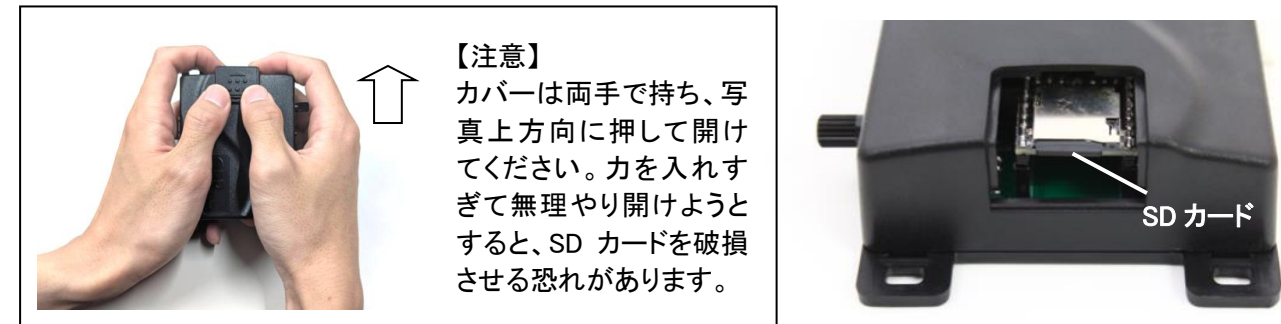 【注意】
カバーは両手で持ち、写
真上方向に押して開け
てください。力を入れす
ぎて無理やり開けようと
すると、SD カードを破損
させる恐れがあります。
SD カード